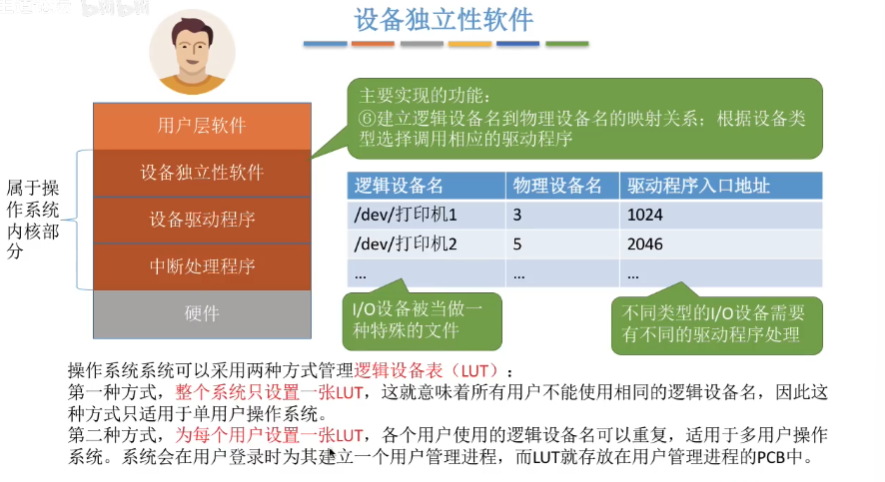 设备独立性软件
主要实现的功能：
⑥建立逻辑设备名到物理设备名的映射关系；根据设备类
型选择调用相应的驱动程序
用户层软件
设备独立性软件
设备驱动程序
中断处理程序
硬件
属于操
作系统
内核部
分
逻辑设备名 物理设备名 驱动程序入口地址
/dev/打印机1 3 1024
/dev/打印机2 5 2046
... ... ...
I/O设备被当做一
种特殊的文件
不同类型的I/O设备需要
有不同的驱动程序处理
操作系统系统可以采用两种方式管理逻辑设备表（LUT）：
第一种方式，整个系统只设置一张LUT，这就意味着所有用户不能使用相同的逻辑设备名，因此这
种方式只适用于单用户操作系统。
第二种方式，为每个用户设置一张LUT，各个用户使用的逻辑设备名可以重复，适用于多用户操作
系统。系统会在用户登录时为其建立一个用户管理进程，而LUT就存放在用户管理进程的PCB中。